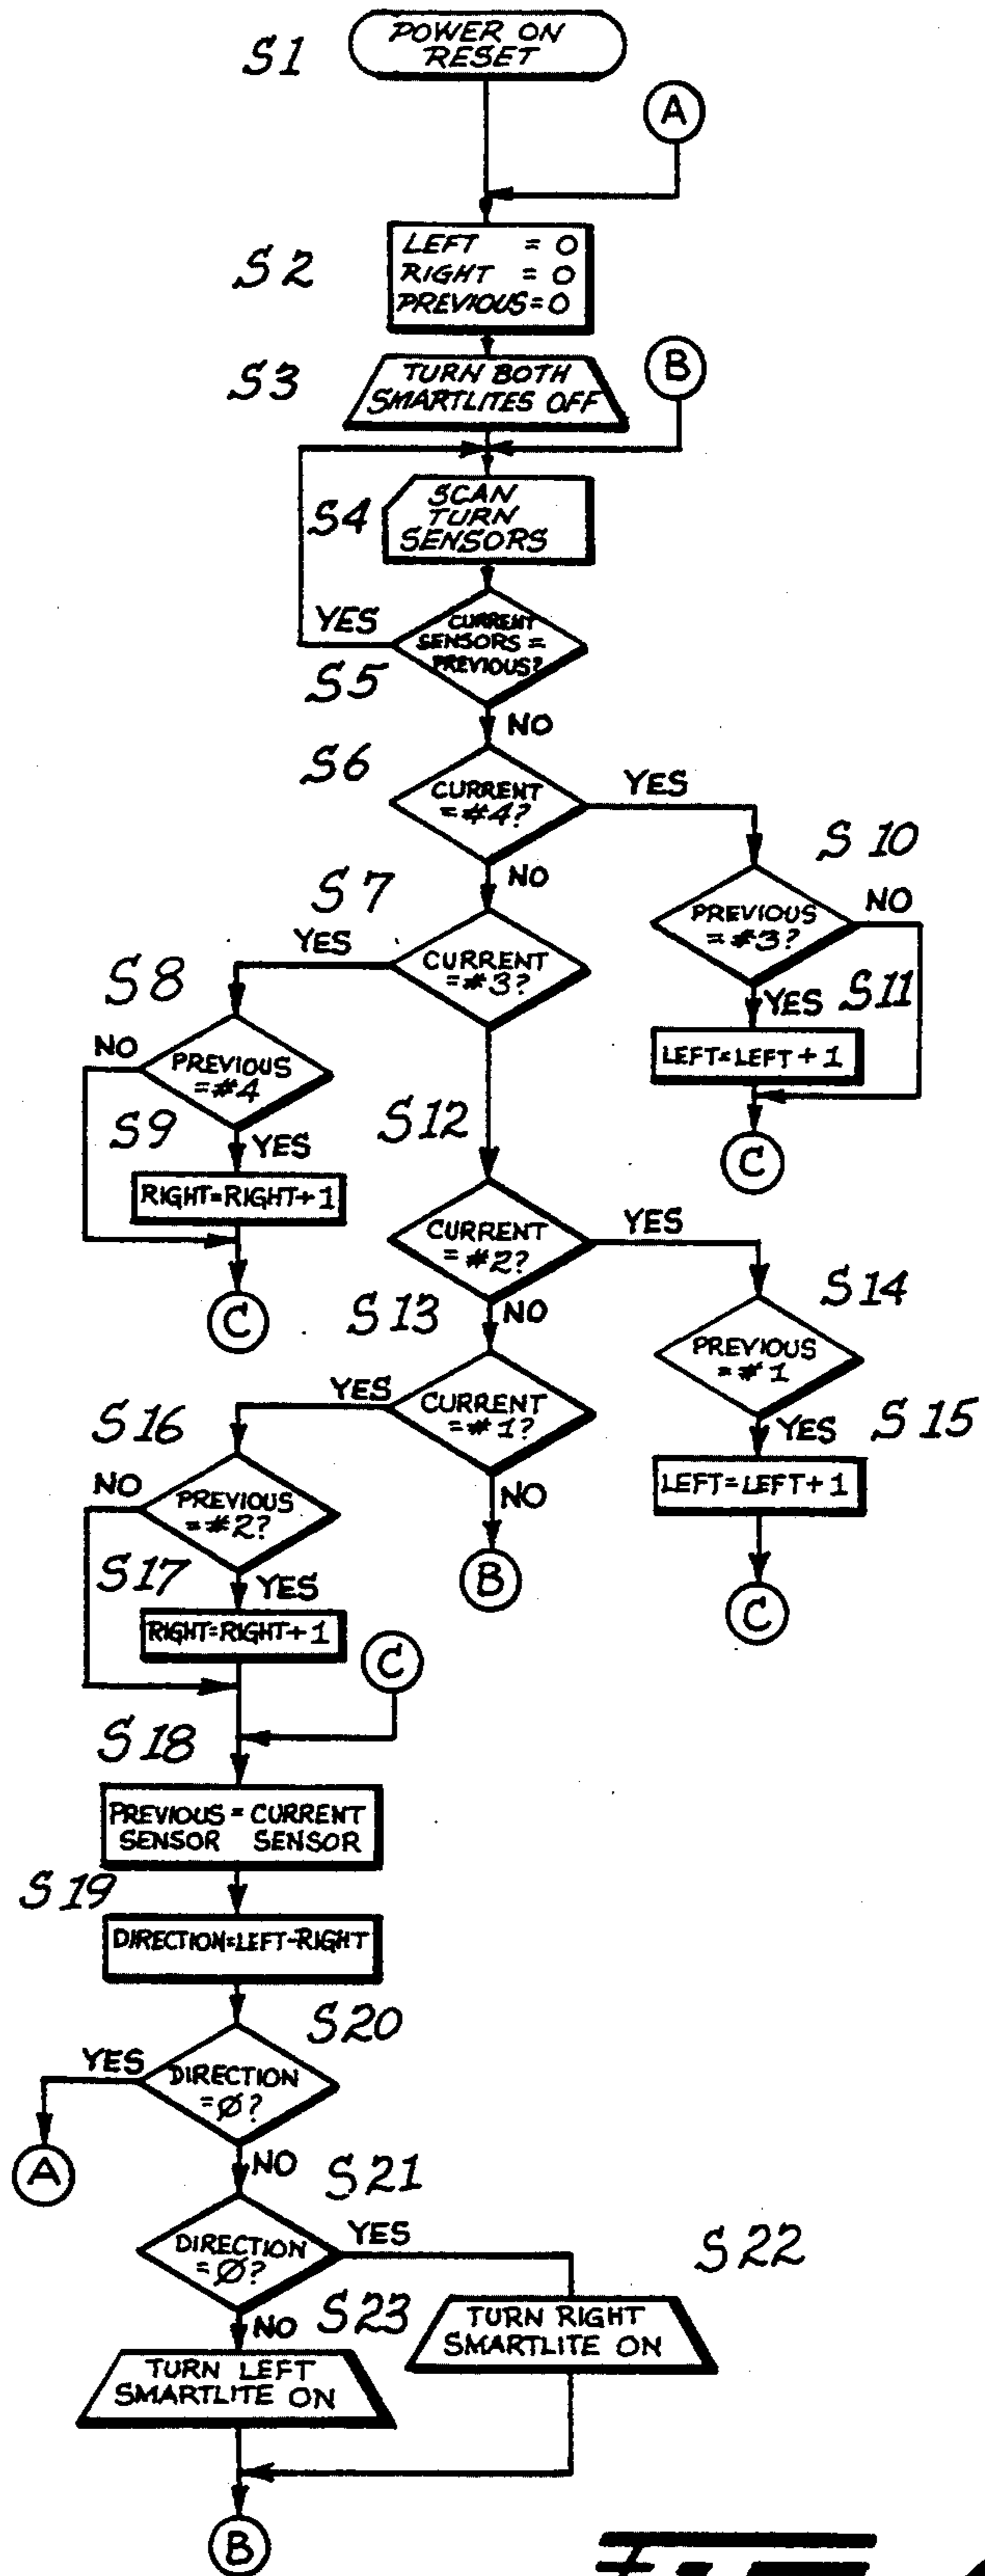 S1
POWER ON
RESET
A
S2
LEFT = 0
RIGHT = 0
PREVIOUS = 0
S3
TURN BOTH
SMARTLITES OFF
B
S4
SCAN
TURN
SENSORS
YES
CURRENT
SENSORS =
PREVIOUS?
S5
NO
S6
CURRENT
= #4?
YES
NO
S10
PREVIOUS
= #3?
NO
YES
S11
LEFT = LEFT + 1
C
S7
YES
CURRENT
= #3?
S8
NO
PREVIOUS
= #4
S9
YES
RIGHT = RIGHT + 1
C
S12
CURRENT
= #2?
YES
NO
S14
PREVIOUS
= #1
YES
S15
LEFT = LEFT + 1
C
S13
YES
CURRENT
= #1?
NO
B
S16
NO
PREVIOUS
= #2?
S17
YES
RIGHT = RIGHT + 1
C
S18
PREVIOUS = CURRENT
SENSOR SENSOR
S19
DIRECTION = LEFT - RIGHT
S20
YES
DIRECTION
= Ø?
A
NO
S21
DIRECTION
= Ø?
YES
S22
TURN RIGHT
SMARTLITE ON
NO
S23
TURN LEFT
SMARTLITE ON
B